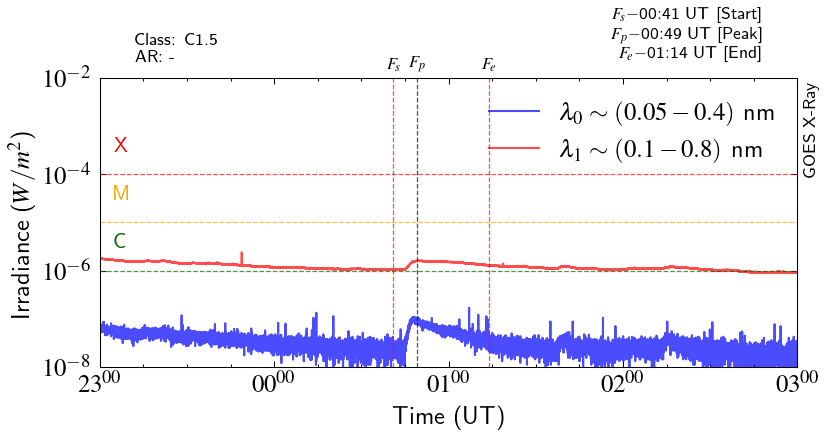 Fs−00:41 UT [Start]
Class: C1.5
Fp−00:49 UT [Peak]
AR: -
Fe−01:14 UT [End]
Fs Fp Fe
10−2
λ0 ∼ (0.05 − 0.4) nm
X
λ1 ∼ (0.1 − 0.8) nm
GOES X-Ray
10−4
M
C
10−6
10−8
Irradiance (W/m2)
2300 0000 0100 0200 0300
Time (UT)